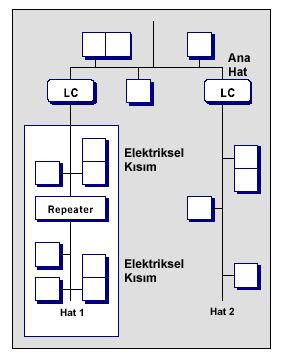 Ana
Hat
LC
LC
Elektriksel
Kısım
Repeater
Elektriksel
Kısım
Hat 1
Hat 2